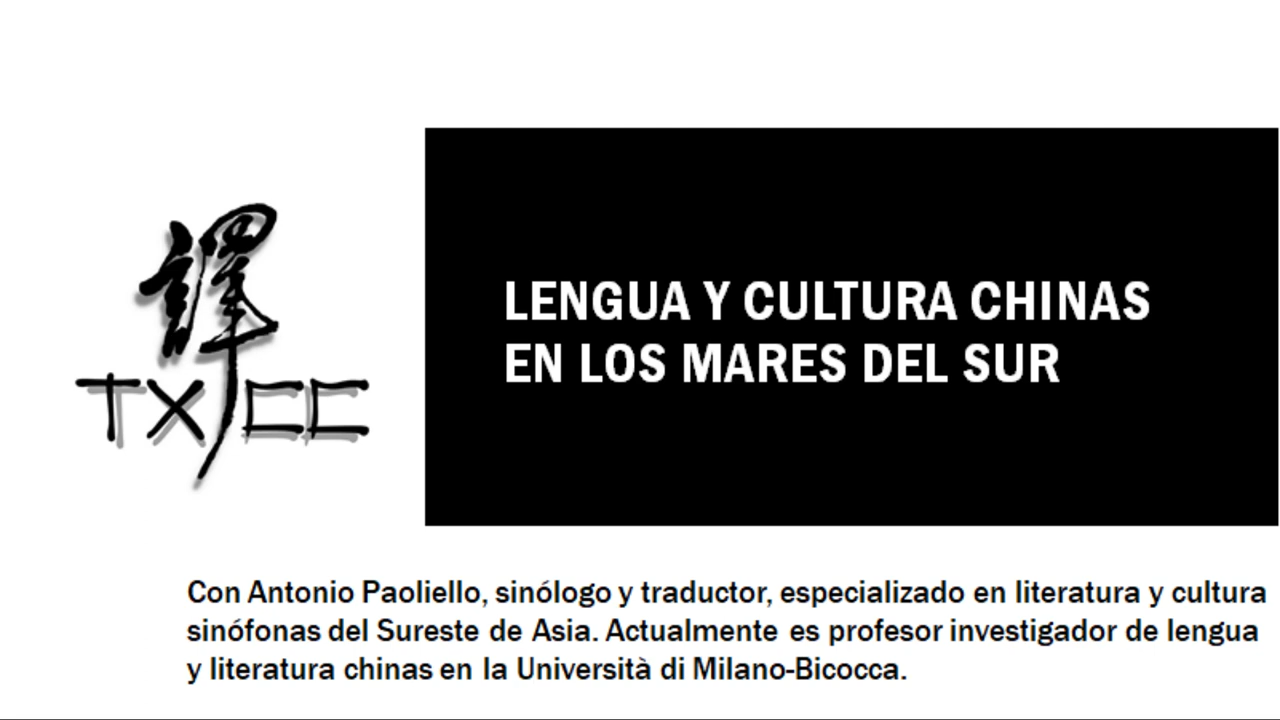 譯
TXICC
LENGUA Y CULTURA CHINAS
EN LOS MARES DEL SUR
Con Antonio Paoliello, sinólogo y traductor, especializado en literatura y cultura
sinófonas del Sureste de Asia. Actualmente es profesor investigador de lengua
y literatura chinas en la Università di Milano-Bicocca.